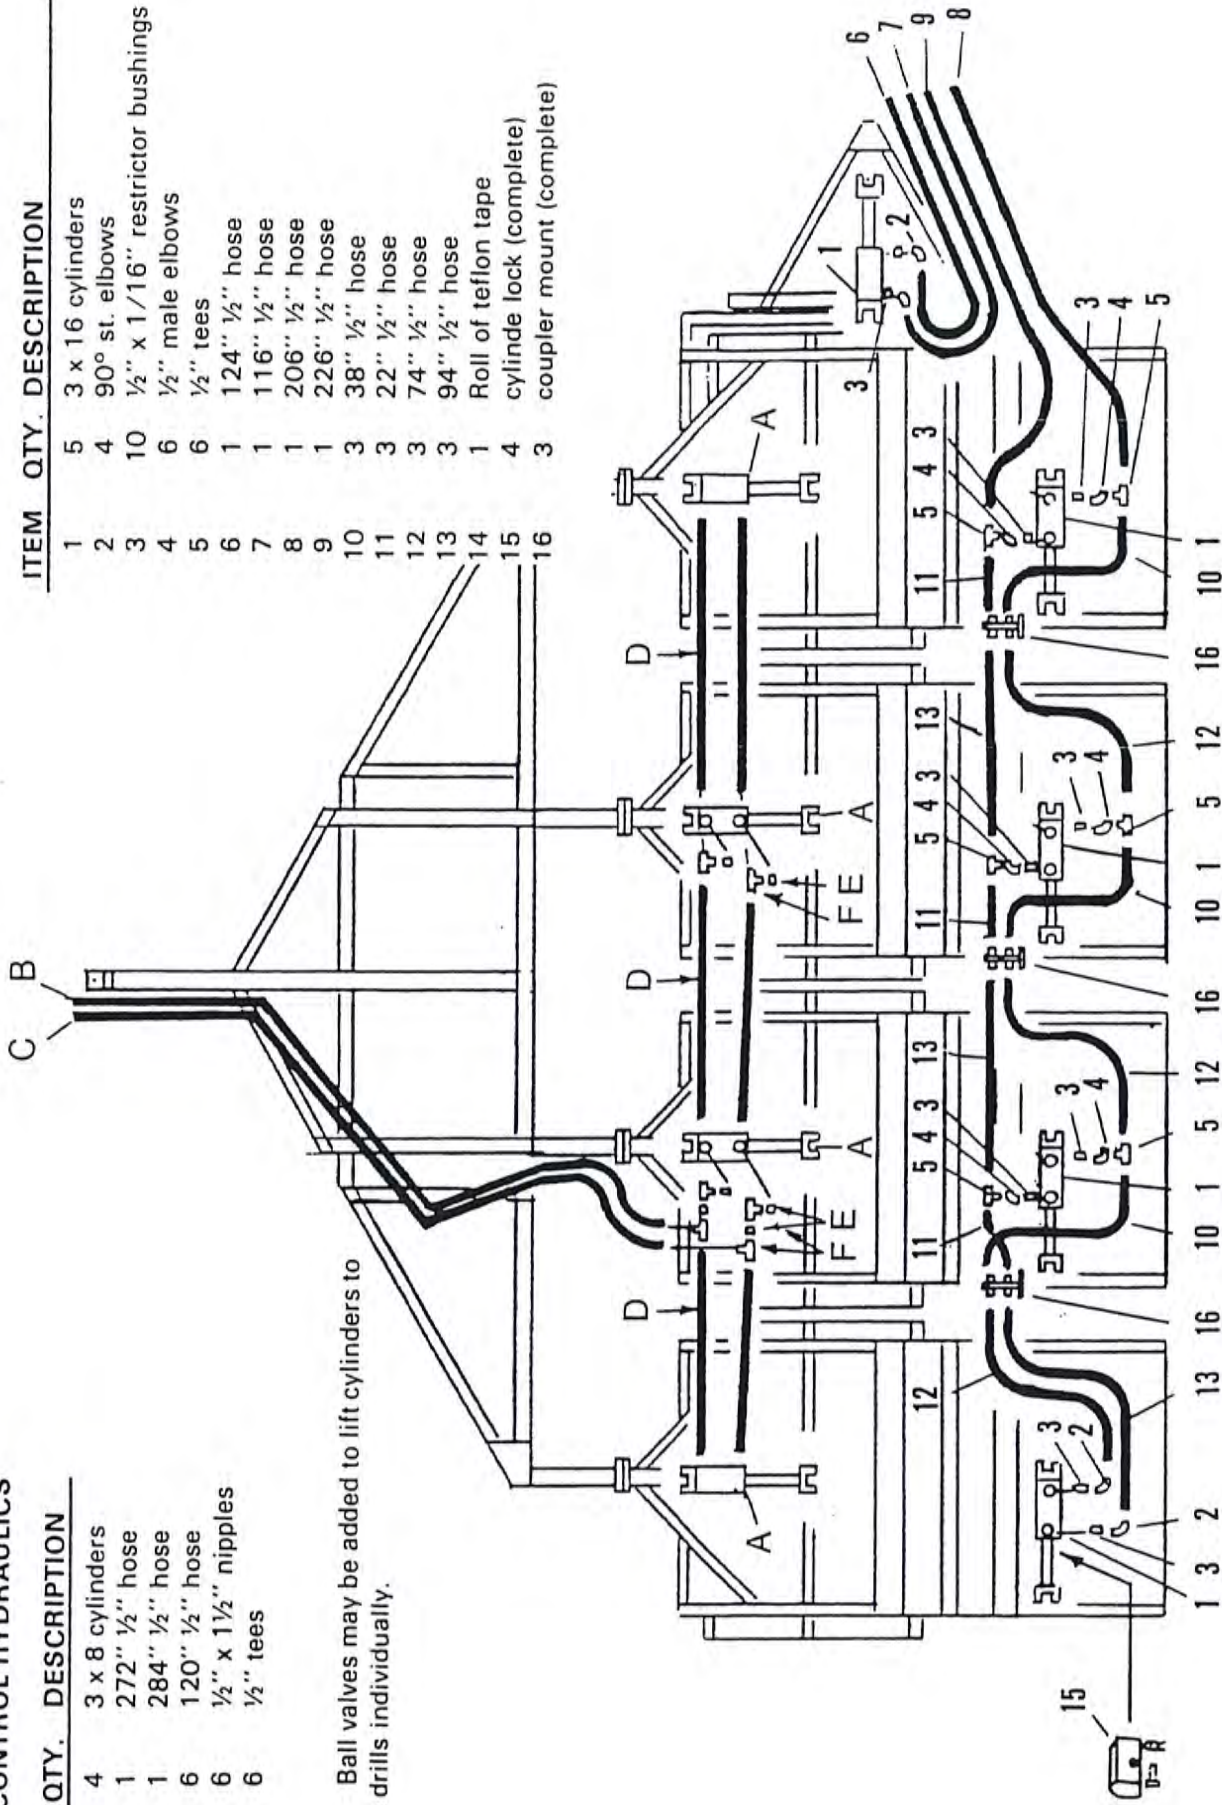 CONTROL HYDRAULICS
QTY. DESCRIPTION
4 3 x 8 cylinders
1 272" ½" hose
1 284" ½" hose
6 120" ½" hose
6 ½" x 1½" nipples
6 ½" tees
Ball valves may be added to lift cylinders to
drills individually.
ITEM QTY. DESCRIPTION
1 5 3 x 16 cylinders
2 4 90° st. elbows
3 10 ½" x 1/16" restrictor bushings
4 6 ½" male elbows
5 6 ½" tees
6 1 124" ½" hose
7 1 116" ½" hose
8 1 206" ½" hose
9 1 226" ½" hose
10 3 38" ½" hose
11 3 22" ½" hose
12 3 74" ½" hose
13 3 94" ½" hose
14 1 Roll of teflon tape
15 4 cylinde lock (complete)
16 3 coupler mount (complete)
C B
D D D
A A A A
F E F E
1
3 2
6
7
9
8
12 11 5 4 3 13 11 5 4 3 13 11 5 4 3
3 2 3 4 3 4 3 4 5
15
1 3 2 13 16 10 1 5 12 16 10 1 5 12 16 10 1